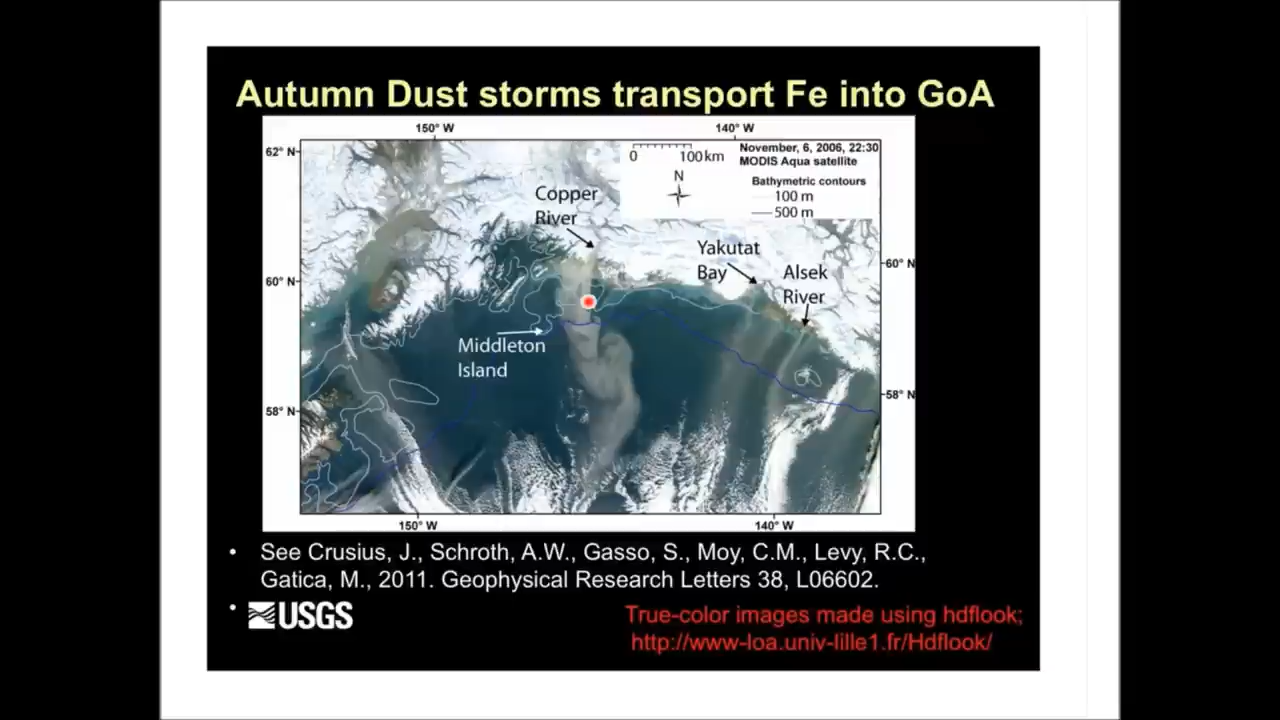 Autumn Dust storms transport Fe into GoA
150° W
140° W
62° N
0
100 km
November, 6, 2006, 22:30
MODIS Aqua satellite
N
Bathymetric contours
100 m
500 m
Copper
River
Yakutat
Bay
Alsek
River
60° N
60° N
Middleton
Island
58° N
58° N
150° W
140° W
• See Crusius, J., Schroth, A.W., Gasso, S., Moy, C.M., Levy, R.C.,
Gatica, M., 2011. Geophysical Research Letters 38, L06602.
• USGS
True-color images made using hdflook;
http://www-loa.univ-lille1.fr/Hdflook/